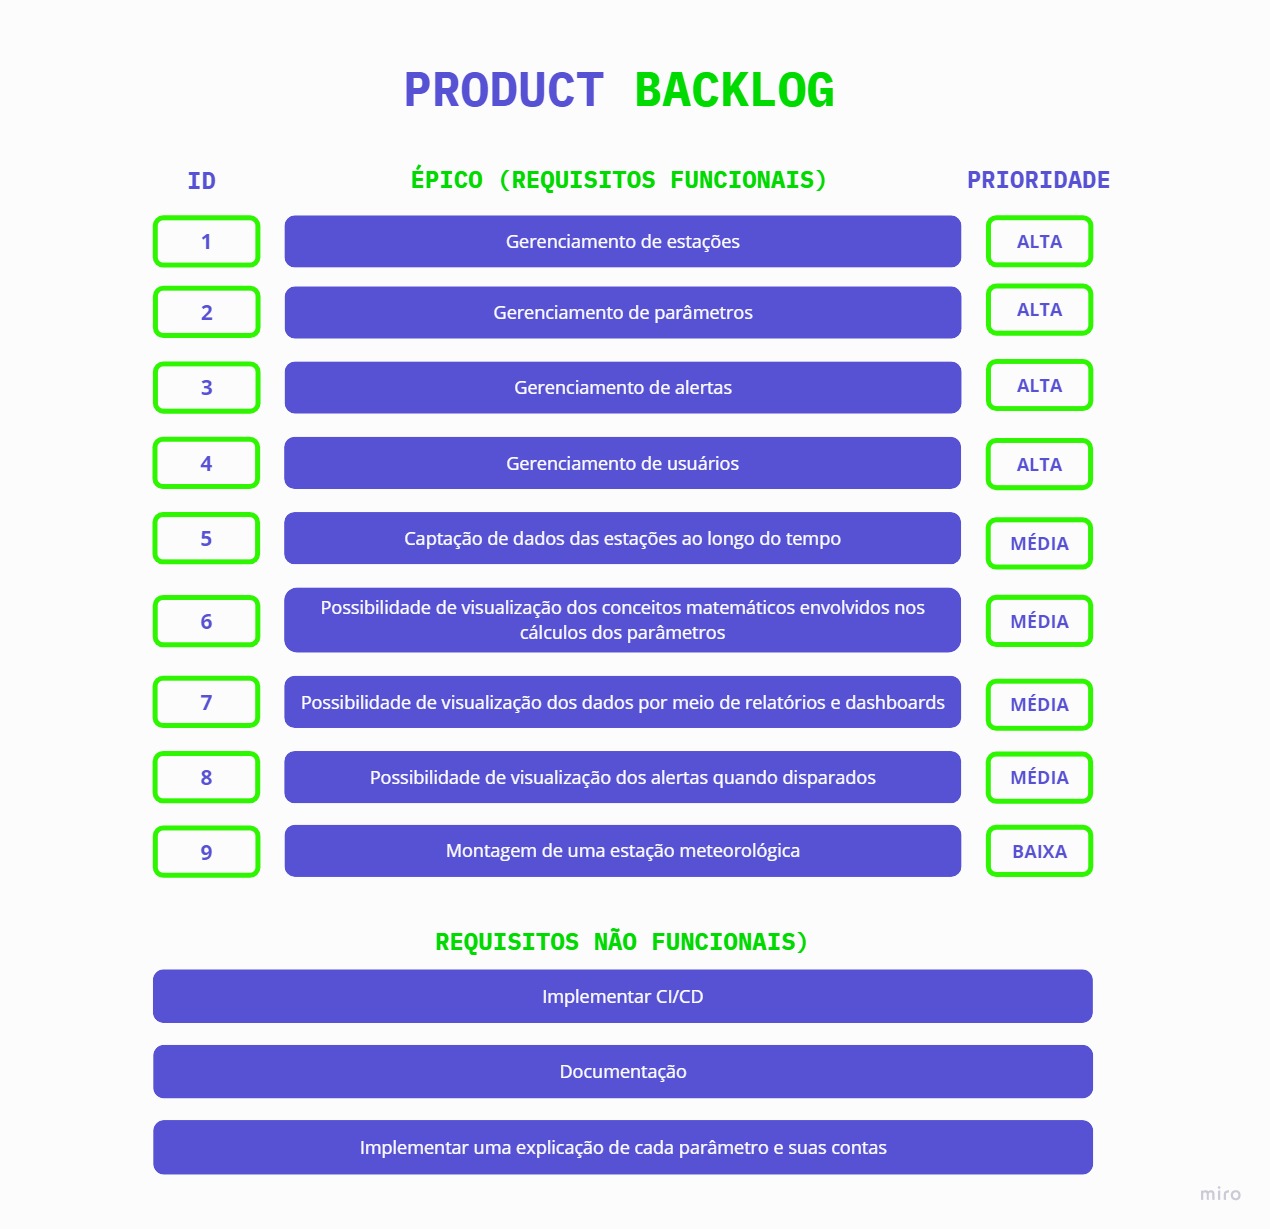 PRODUCT BACKLOG
ID ÉPICO (REQUISITOS FUNCIONAIS) PRIORIDADE
1 Gerenciamento de estações ALTA
2 Gerenciamento de parâmetros ALTA
3 Gerenciamento de alertas ALTA
4 Gerenciamento de usuários ALTA
5 Captação de dados das estações ao longo do tempo MÉDIA
6 Possibilidade de visualização dos conceitos matemáticos envolvidos nos
cálculos dos parâmetros MÉDIA
7 Possibilidade de visualização dos dados por meio de relatórios e dashboards MÉDIA
8 Possibilidade de visualização dos alertas quando disparados MÉDIA
9 Montagem de uma estação meteorológica BAIXA
REQUISITOS NÃO FUNCIONAIS)
Implementar CI/CD
Documentação
Implementar uma explicação de cada parâmetro e suas contas
miro